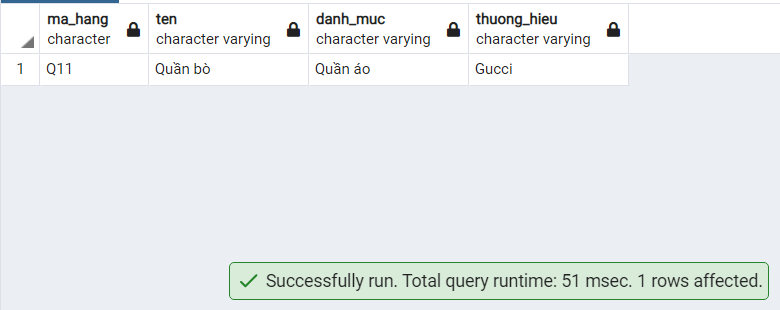 ma_hang ten danh_muc thuong_hieu
character character varying character varying character varying
1 Q11 Quần bò Quần áo Gucci
Successfully run. Total query runtime: 51 msec. 1 rows affected.